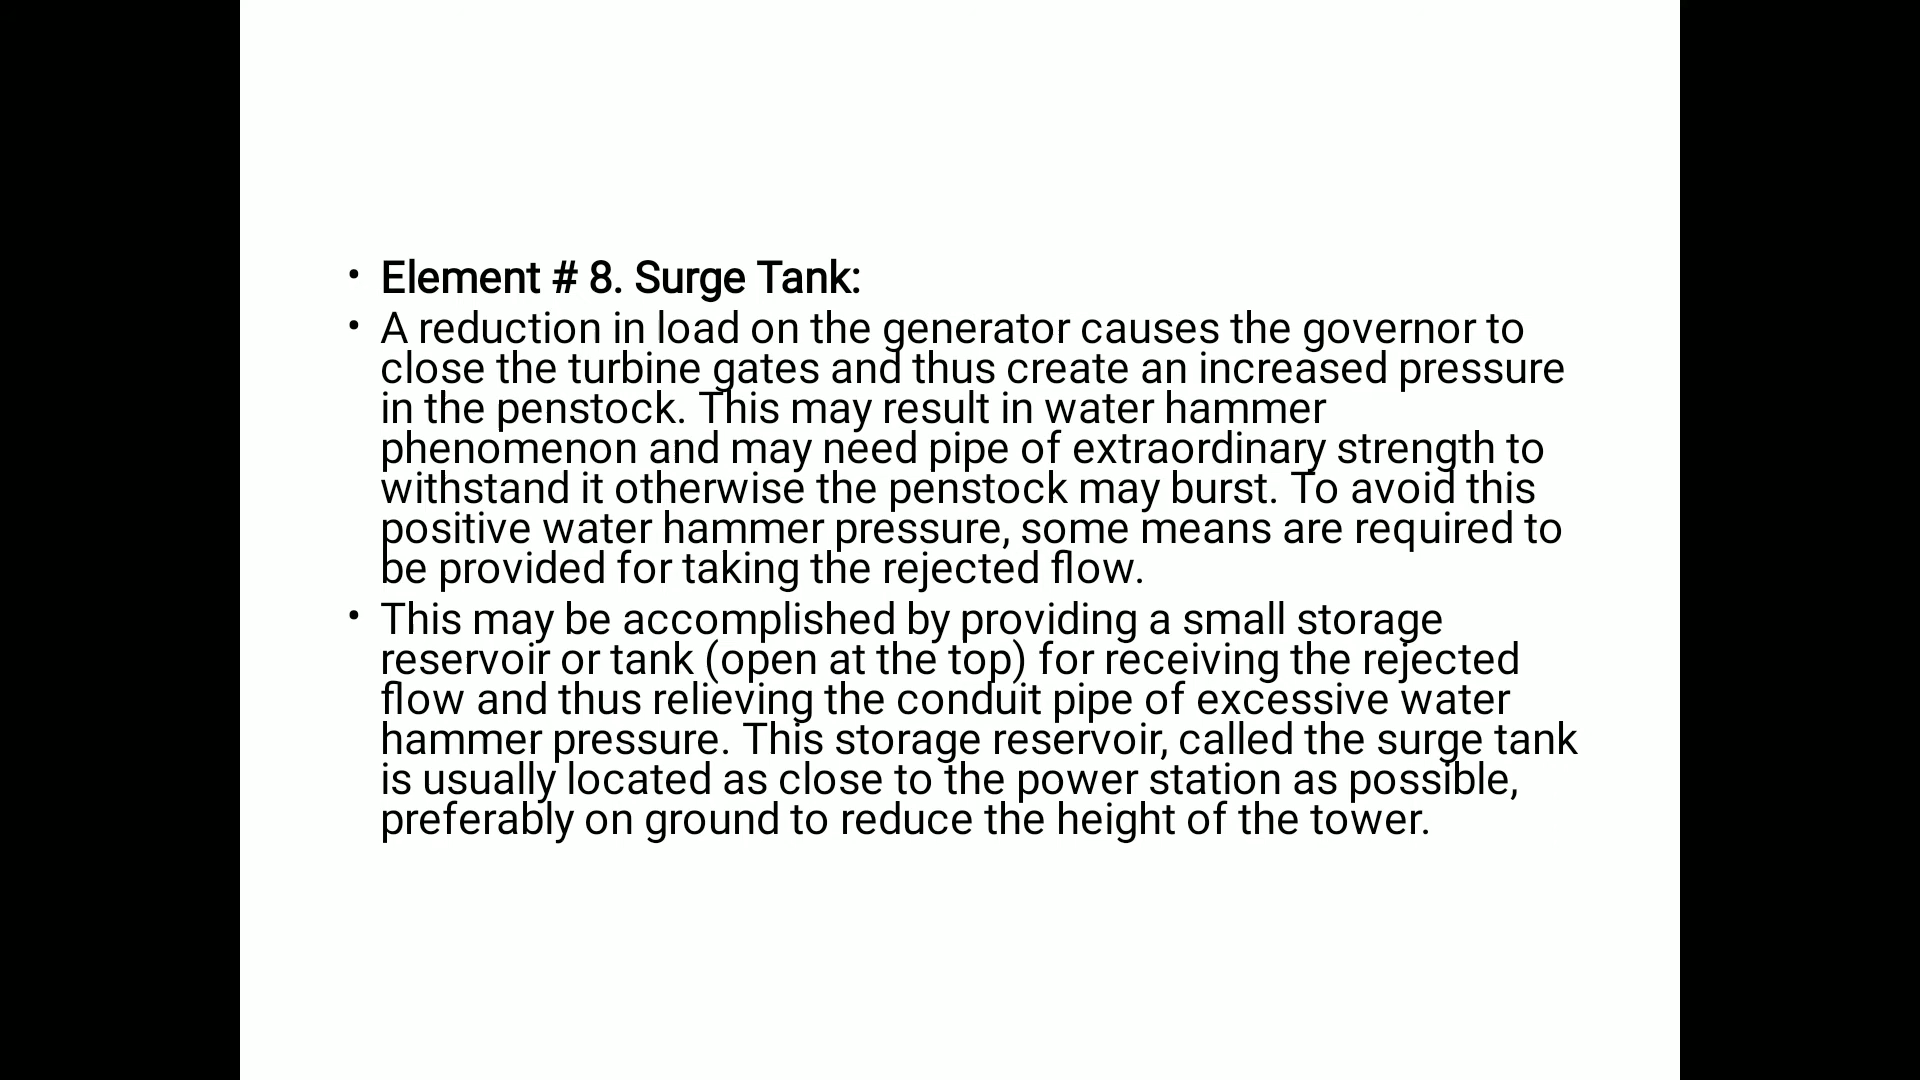 • Element # 8. Surge Tank:
• A reduction in load on the generator causes the governor to
close the turbine gates and thus create an increased pressure
in the penstock. This may result in water hammer
phenomenon and may need pipe of extraordinary strength to
withstand it otherwise the penstock may burst. To avoid this
positive water hammer pressure, some means are required to
be provided for taking the rejected flow.
• This may be accomplished by providing a small storage
reservoir or tank (open at the top) for receiving the rejected
flow and thus relieving the conduit pipe of excessive water
hammer pressure. This storage reservoir, called the surge tank
is usually located as close to the power station as possible,
preferably on ground to reduce the height of the tower.